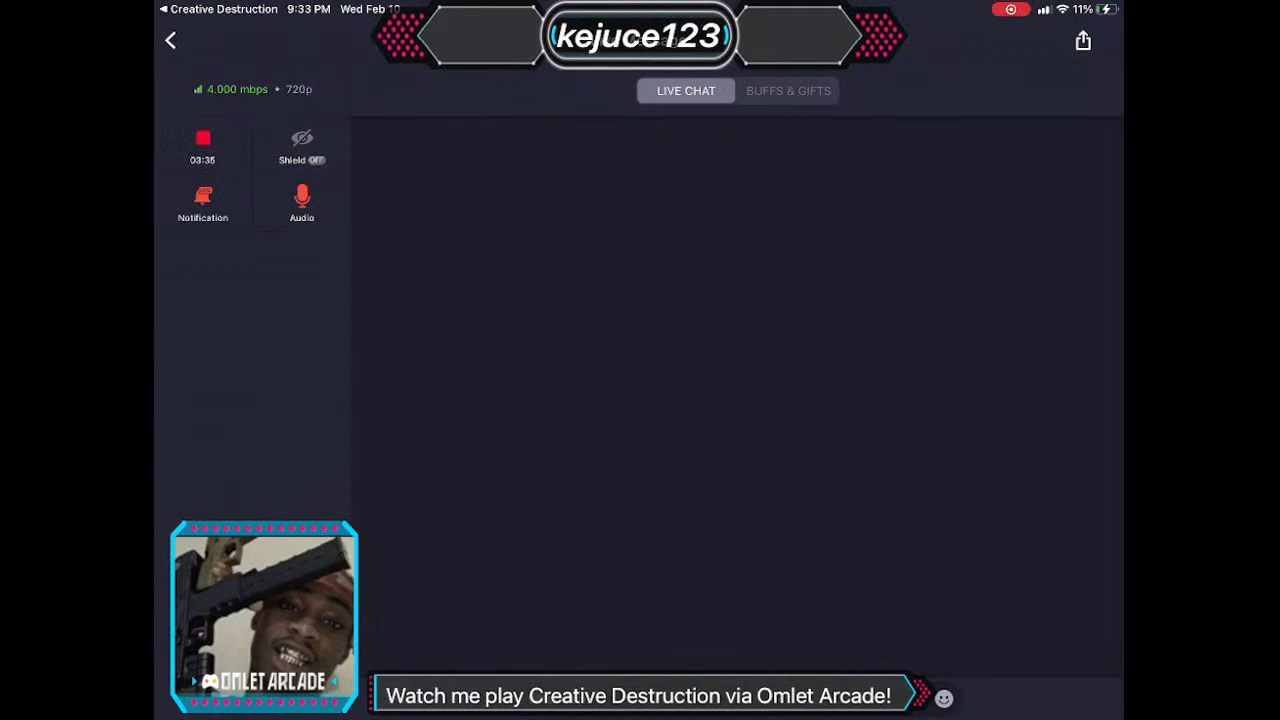 Creative Destruction 9:33 PM Wed Feb 10
11%
kejuce123
4.000 mbps • 720p
LIVE CHAT
BUFFS & GIFTS
03:35
Shield OFF
Notification
Audio
OMLET ARCADE
Watch me play Creative Destruction via Omlet Arcade!